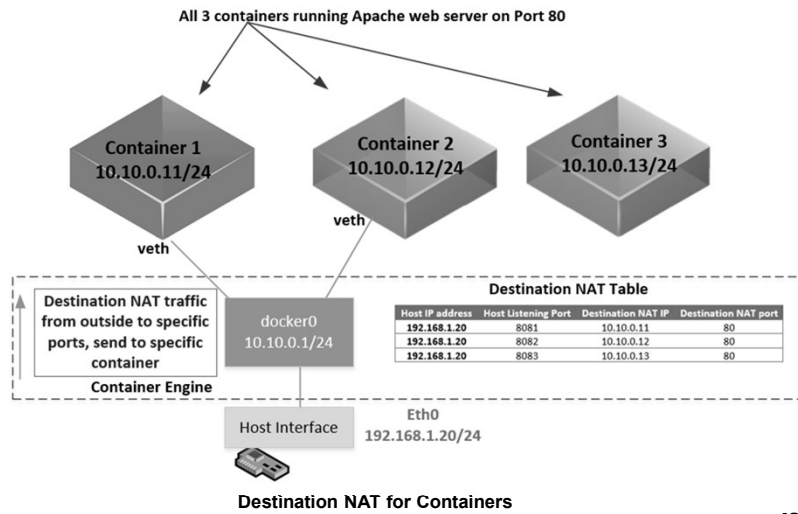 All 3 containers running Apache web server on Port 80
Container 1
10.10.0.11/24
Container 2
10.10.0.12/24
Container 3
10.10.0.13/24
veth
veth
Destination NAT traffic
from outside to specific
ports, send to specific
container
Container Engine
docker0
10.10.0.1/24
Destination NAT Table
Host IP address Host Listening Port Destination NAT IP Destination NAT port
192.168.1.20 8081 10.10.0.11 80
192.168.1.20 8082 10.10.0.12 80
192.168.1.20 8083 10.10.0.13 80
Host Interface
Eth0
192.168.1.20/24
Destination NAT for Containers